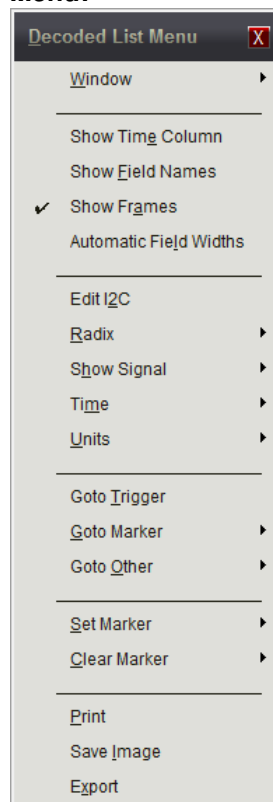 Decoded List Menu X
Window
Show Time Column
Show Field Names
Show Frames
Automatic Field Widths
Edit I2C
Radix
Show Signal
Time
Units
Goto Trigger
Goto Marker
Goto Other
Set Marker
Clear Marker
Print
Save Image
Export